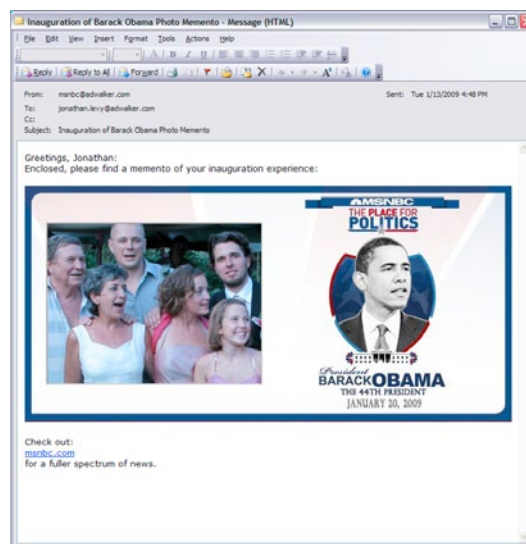 Inauguration of Barack Obama Photo Memento - Message (HTML)
File Edit View Insert Format Tools Actions Help
Reply Reply to All Forward
From: msnbc@adwalker.com Sent: Tue 1/13/2009 4:48 PM
To: jonathan.levy@adwalker.com
Cc:
Subject: Inauguration of Barack Obama Photo Memento
Greetings, Jonathan:
Enclosed, please find a memento of your inauguration experience:
MSNBC
THE PLACE FOR
POLITICS
President
BARACK OBAMA
THE 44TH PRESIDENT
JANUARY 20, 2009
Check out:
msnbc.com
for a fuller spectrum of news.